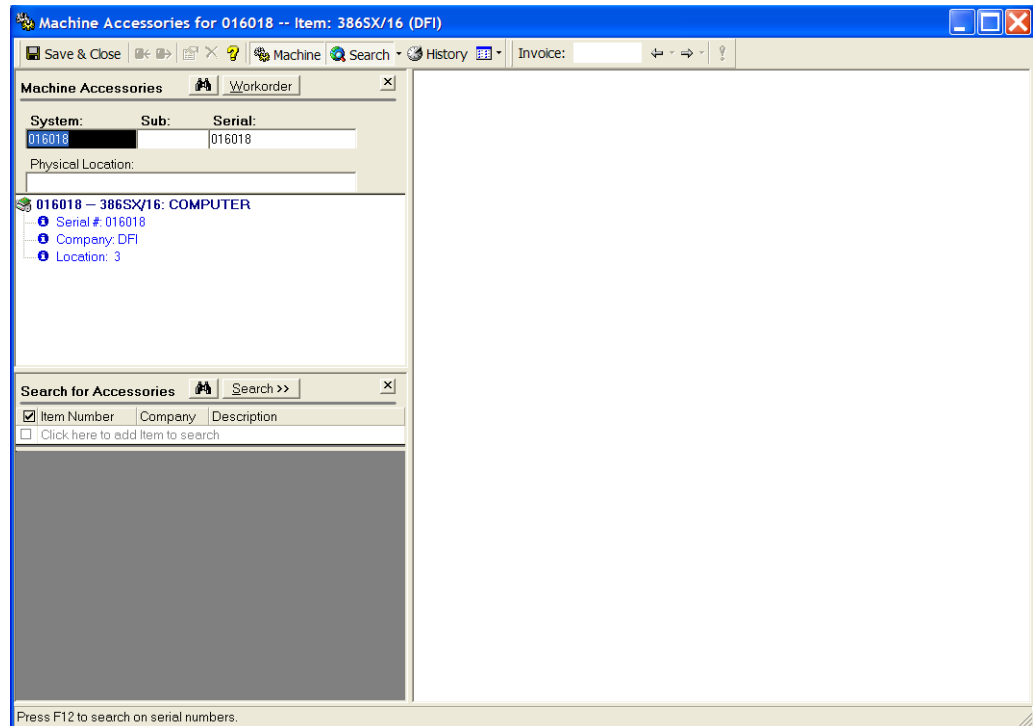 Machine Accessories for 016018 -- Item: 386SX/16 (DFI)
Save & Close Machine Search History Invoice:
Machine Accessories Workorder
System: Sub: Serial:
016018 016018
Physical Location:
016018 – 386SX/16: COMPUTER
Serial #: 016018
Company: DFI
Location: 3
Search for Accessories Search >>
Item Number Company Description
Click here to add Item to search
Press F12 to search on serial numbers.